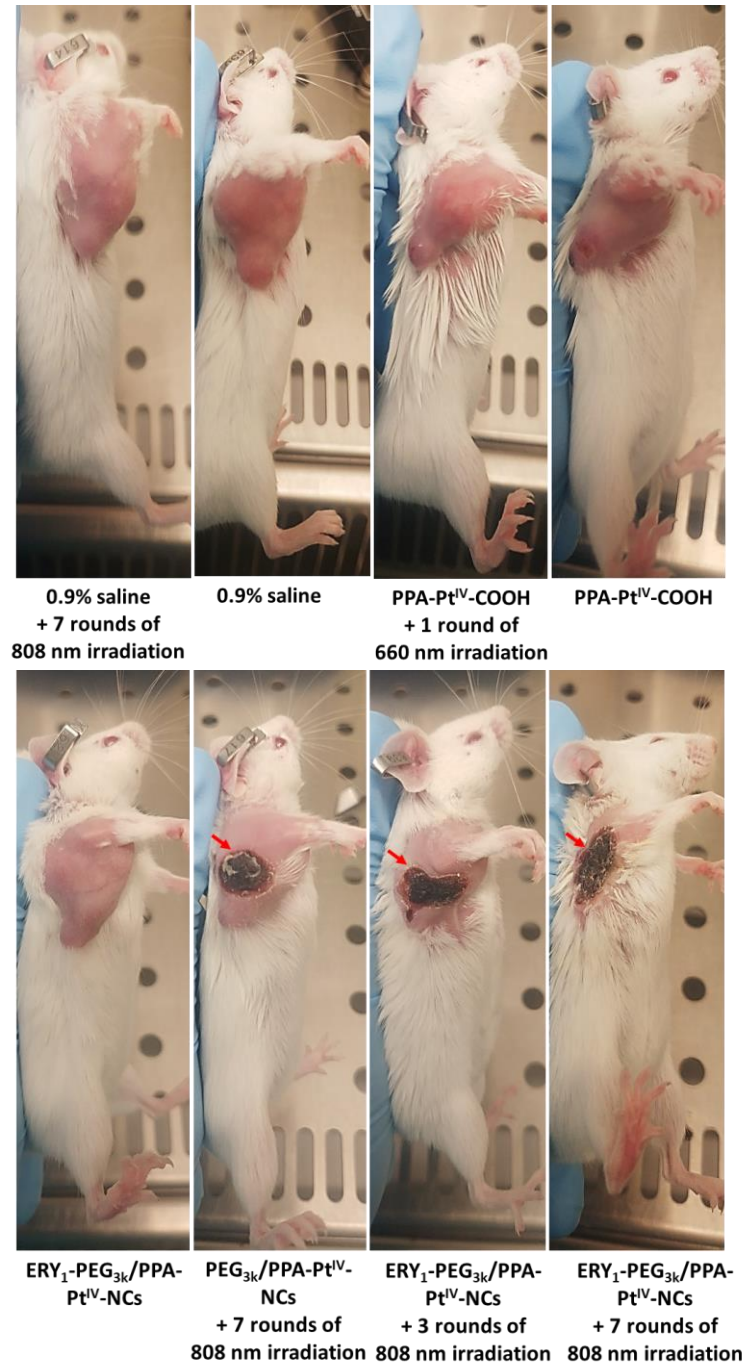 614
0.9% saline
+ 7 rounds of
808 nm irradiation
0.9% saline
PPA-Ptᴵⱽ-COOH
+ 1 round of
660 nm irradiation
PPA-Ptᴵⱽ-COOH
617
ERY₁-PEG₃ₖ/PPA-
Ptᴵⱽ-NCs
PEG₃ₖ/PPA-Ptᴵⱽ-
NCs
+ 7 rounds of
808 nm irradiation
ERY₁-PEG₃ₖ/PPA-
Ptᴵⱽ-NCs
+ 3 rounds of
808 nm irradiation
ERY₁-PEG₃ₖ/PPA-
Ptᴵⱽ-NCs
+ 7 rounds of
808 nm irradiation